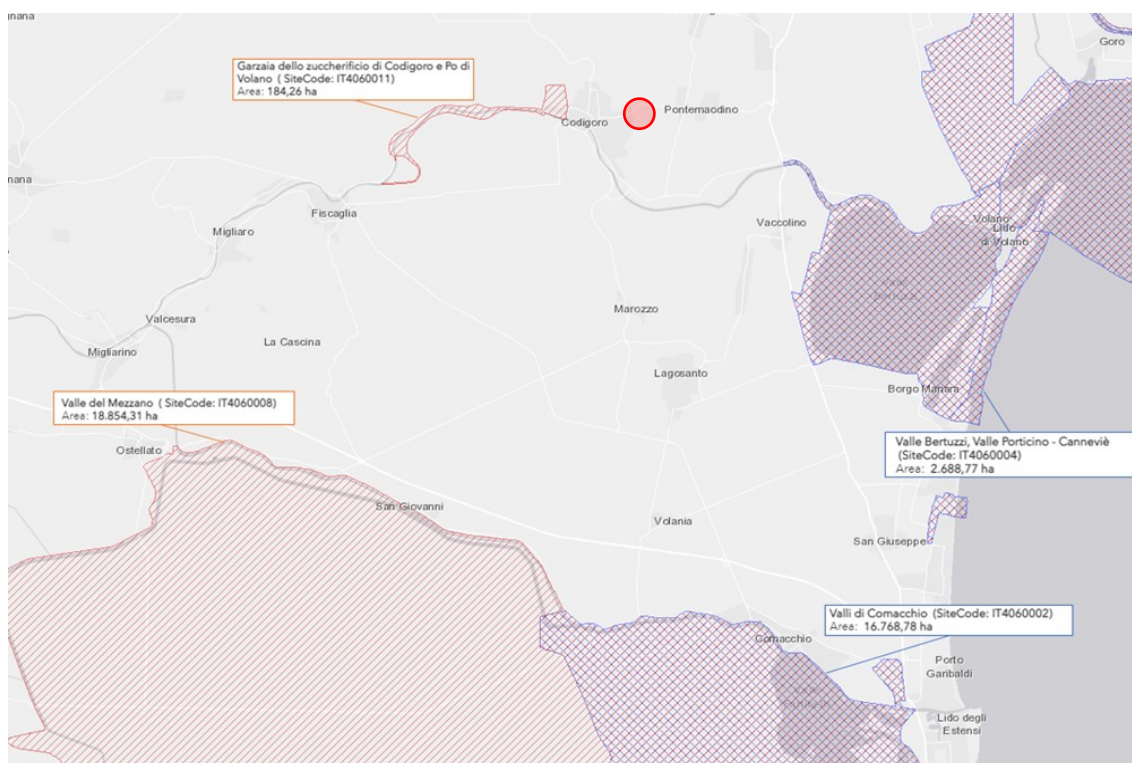 Goro
Garzaia dello zuccherificio di Codigoro e Po di
Volano ( SiteCode: IT4060011)
Area: 184,26 ha
Codigoro
Pontemaodino
Fiscaglia
Migliaro
Vaccolino
Volano
Lido
di Volano
Marozzo
Valcesura
La Cascina
Migliarino
Lagosanto
Borgo Manara
Valle del Mezzano ( SiteCode: IT4060008)
Area: 18.854,31 ha
Ostellato
Valle Bertuzzi, Valle Porticino - Canneviè
(SiteCode: IT4060004)
Area: 2.688,77 ha
San Giovanni
Volania
San Giuseppe
Valli di Comacchio (SiteCode: IT4060002)
Area: 16.768,78 ha
Comacchio
Porto
Garibaldi
Lido degli
Estensi